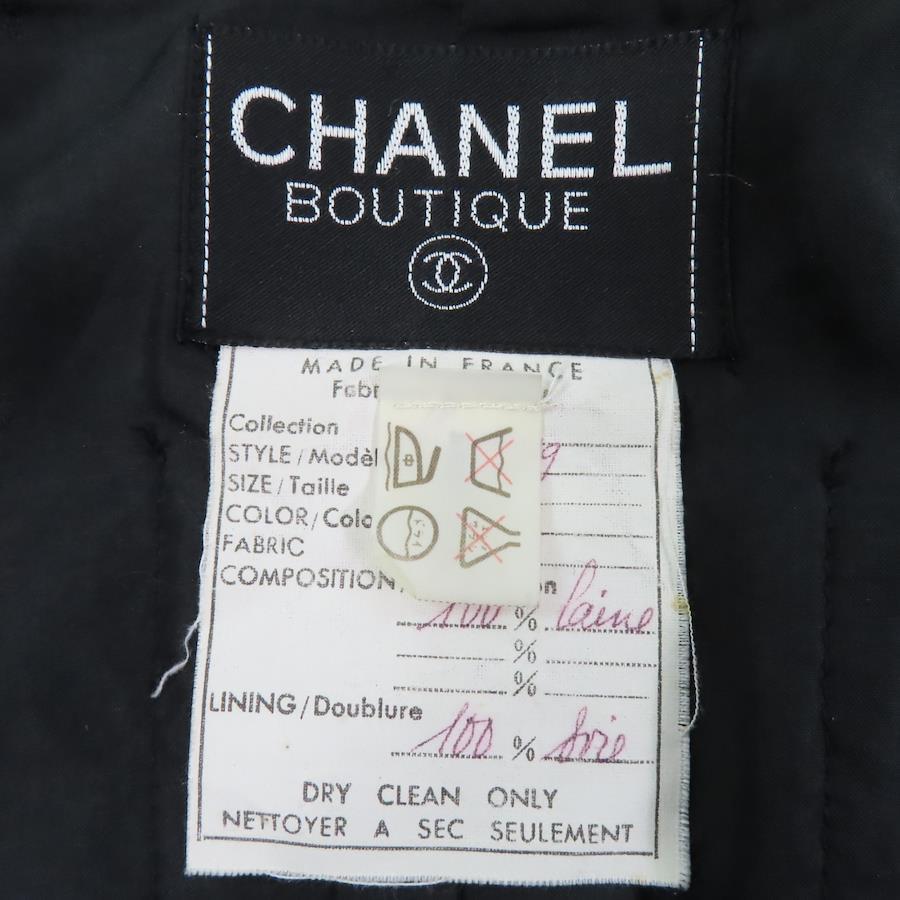 CHANEL
BOUTIQUE
MADE IN FRANCE
Collection
STYLE/Modèl
SIZE/Taille
COLOR/Colo
FABRIC
COMPOSITION
100 % laine
%
%
LINING/Doublure
100 % soie
DRY CLEAN ONLY
NETTOYER A SEC SEULEMENT